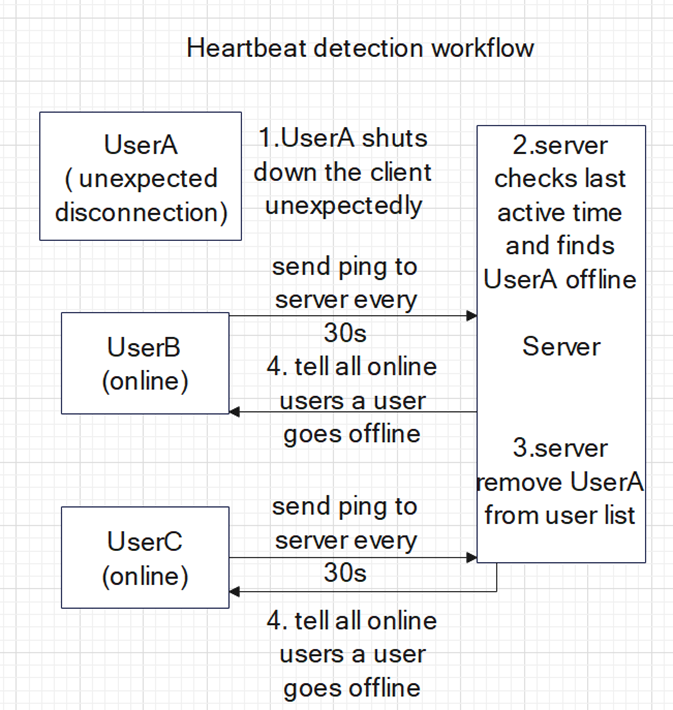 Heartbeat detection workflow
UserA
( unexpected
disconnection)
1.UserA shuts
down the client
unexpectedly
2.server
checks last
active time
and finds
UserA offline
send ping to
server every
30s
UserB
(online)
Server
4. tell all online
users a user
goes offline
3.server
remove UserA
from user list
send ping to
server every
30s
UserC
(online)
4. tell all online
users a user
goes offline